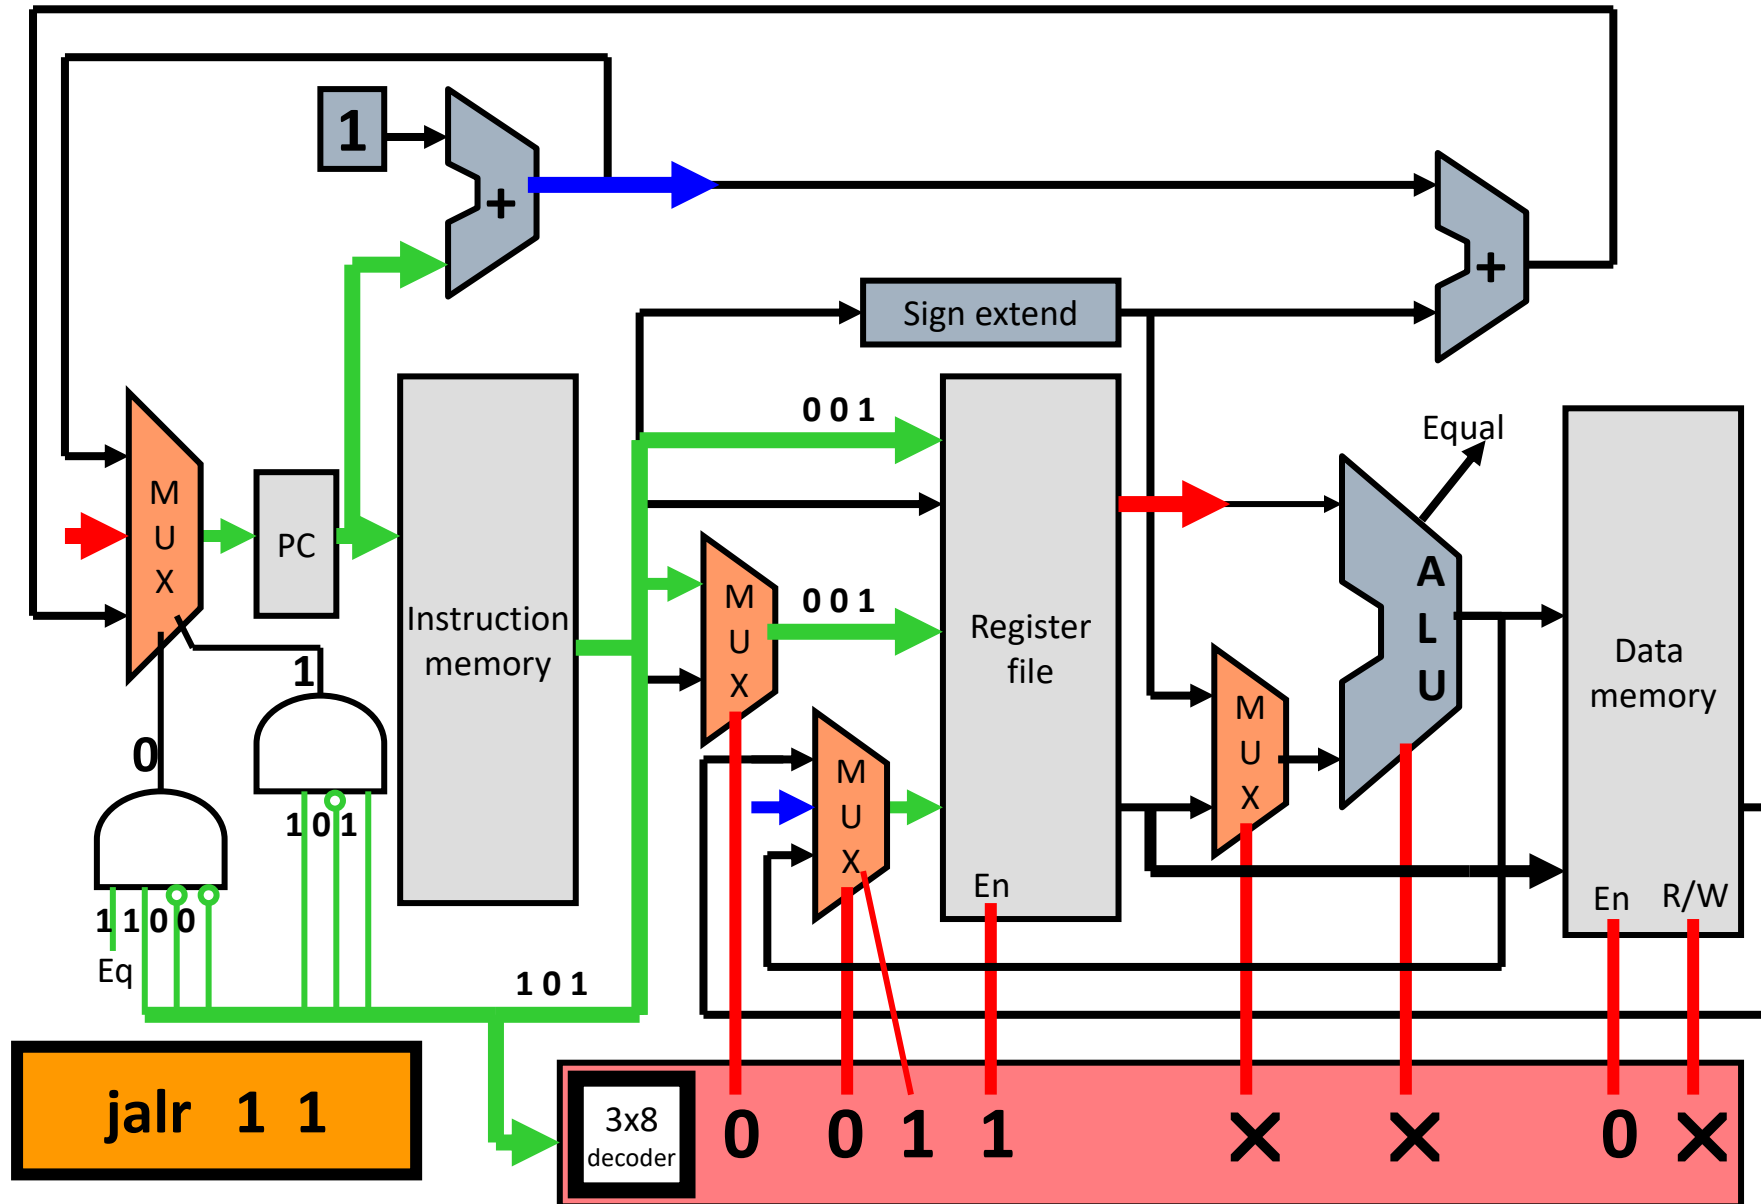 1
+
+
Sign extend
0 0 1
Equal
M
U
X
PC
Instruction
memory
M
U
X
0 0 1
Register
file
A
L
U
Data
memory
M
U
X
1
0
M
U
X
1 0 1
En
En R/W
1 1 0 0
Eq
1 0 1
jalr 1 1
3x8
decoder
0 0 1 1 X X 0 X